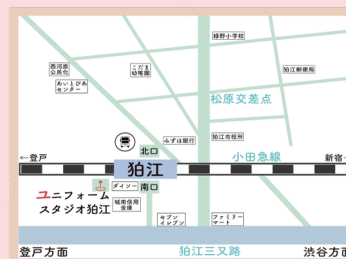 緑野小学校
西河原
公民化
こだま
幼稚園
狛江郵便局
あいとぴあ
センター
松原交差点
みずほ銀行
狛江市役所
北口
←登戸
小田急線
新宿→
狛江
ダイソー
南口
ユニフォーム
スタジオ狛江
城南信用
金庫
セブン
イレブン
ファミリー
マート
狛江三叉路
登戸方面
渋谷方面